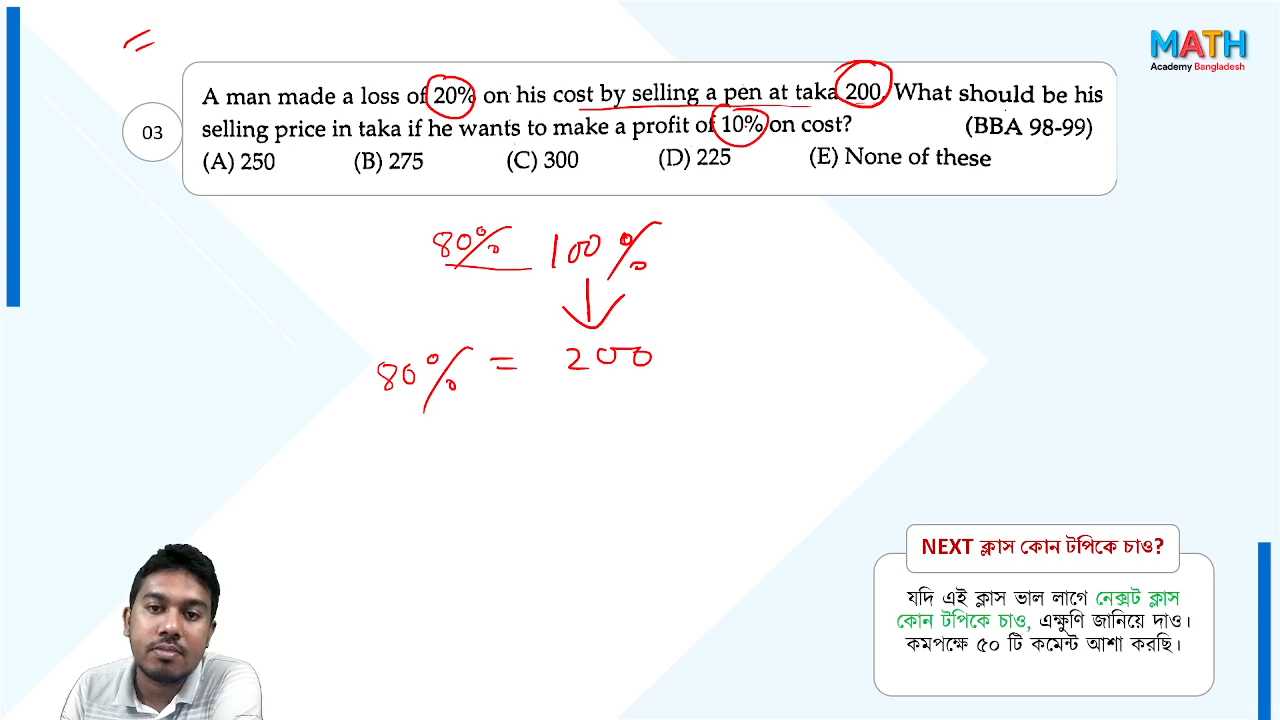 MATH
Academy Bangladesh
03
A man made a loss of 20% on his cost by selling a pen at taka 200. What should be his
selling price in taka if he wants to make a profit of 10% on cost? (BBA 98-99)
(A) 250 (B) 275 (C) 300 (D) 225 (E) None of these
80% 100%
80% = 200
NEXT ক্লাস কোন টপিকে চাও?
যদি এই ক্লাস ভাল লাগে নেক্সট ক্লাস
কোন টপিকে চাও, এক্ষুণি জানিয়ে দাও।
কমপক্ষে ৫০ টি কমেন্ট আশা করছি।